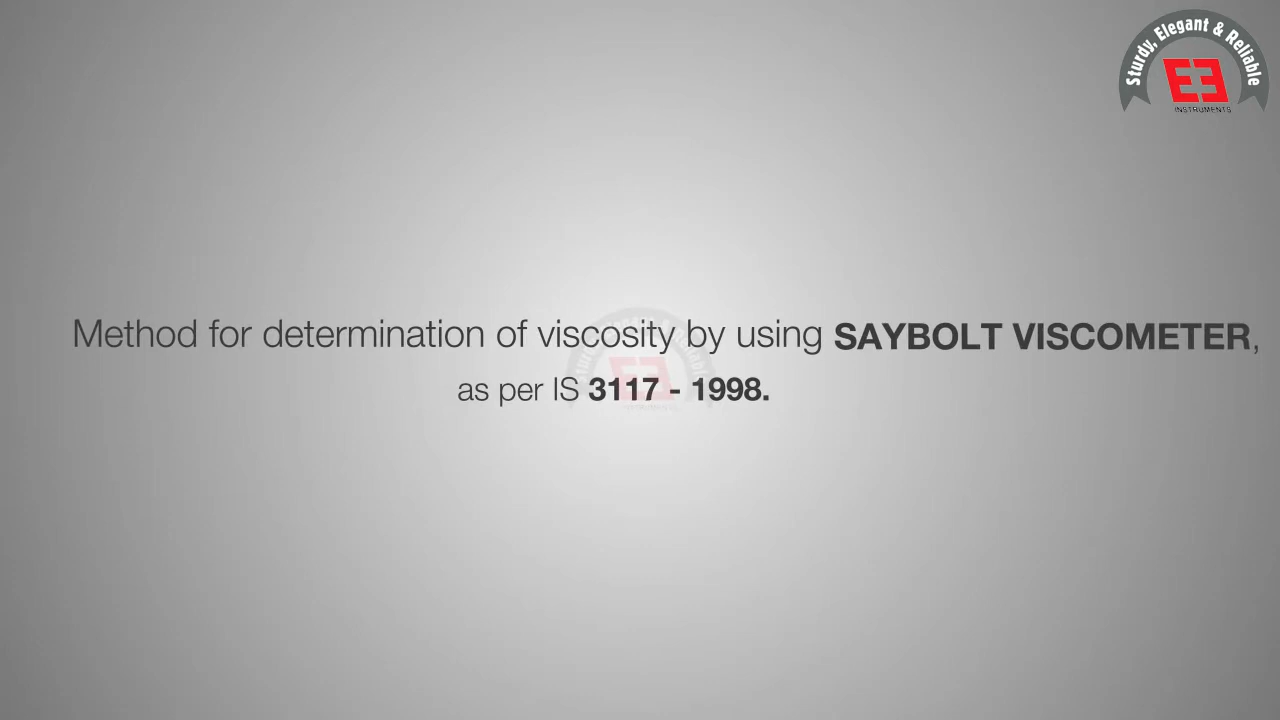 Sturdy, Elegant & Reliable
INSTRUMENTS
Method for determination of viscosity by using SAYBOLT VISCOMETER,
as per IS 3117 - 1998.